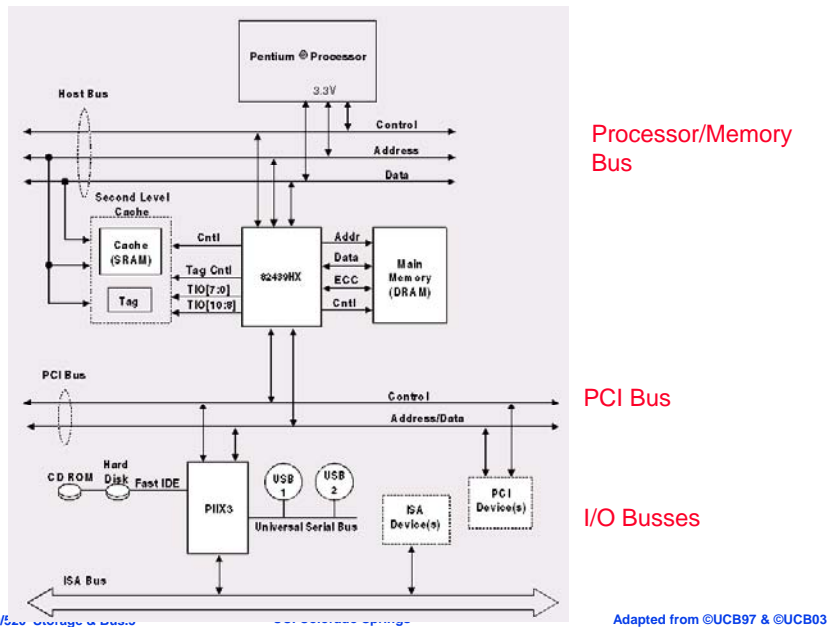 Pentium ® Processor
3.3V
Host Bus
Control
Address
Data
Processor/Memory
Bus
Second Level
Cache
Cache
(SRAM)
Tag
Cntl
Tag Cntl
TIO[7:0]
TIO[10:8]
82439HX
Addr
Data
ECC
Cntl
Main
Memory
(DRAM)
PCI Bus
Control
Address/Data
PCI Bus
CD ROM
Hard
Disk
Fast IDE
PIIX3
USB
1
USB
2
Universal Serial Bus
ISA
Device(s)
PCI
Device(s)
I/O Busses
ISA Bus
Adapted from ©UCB97 & ©UCB03